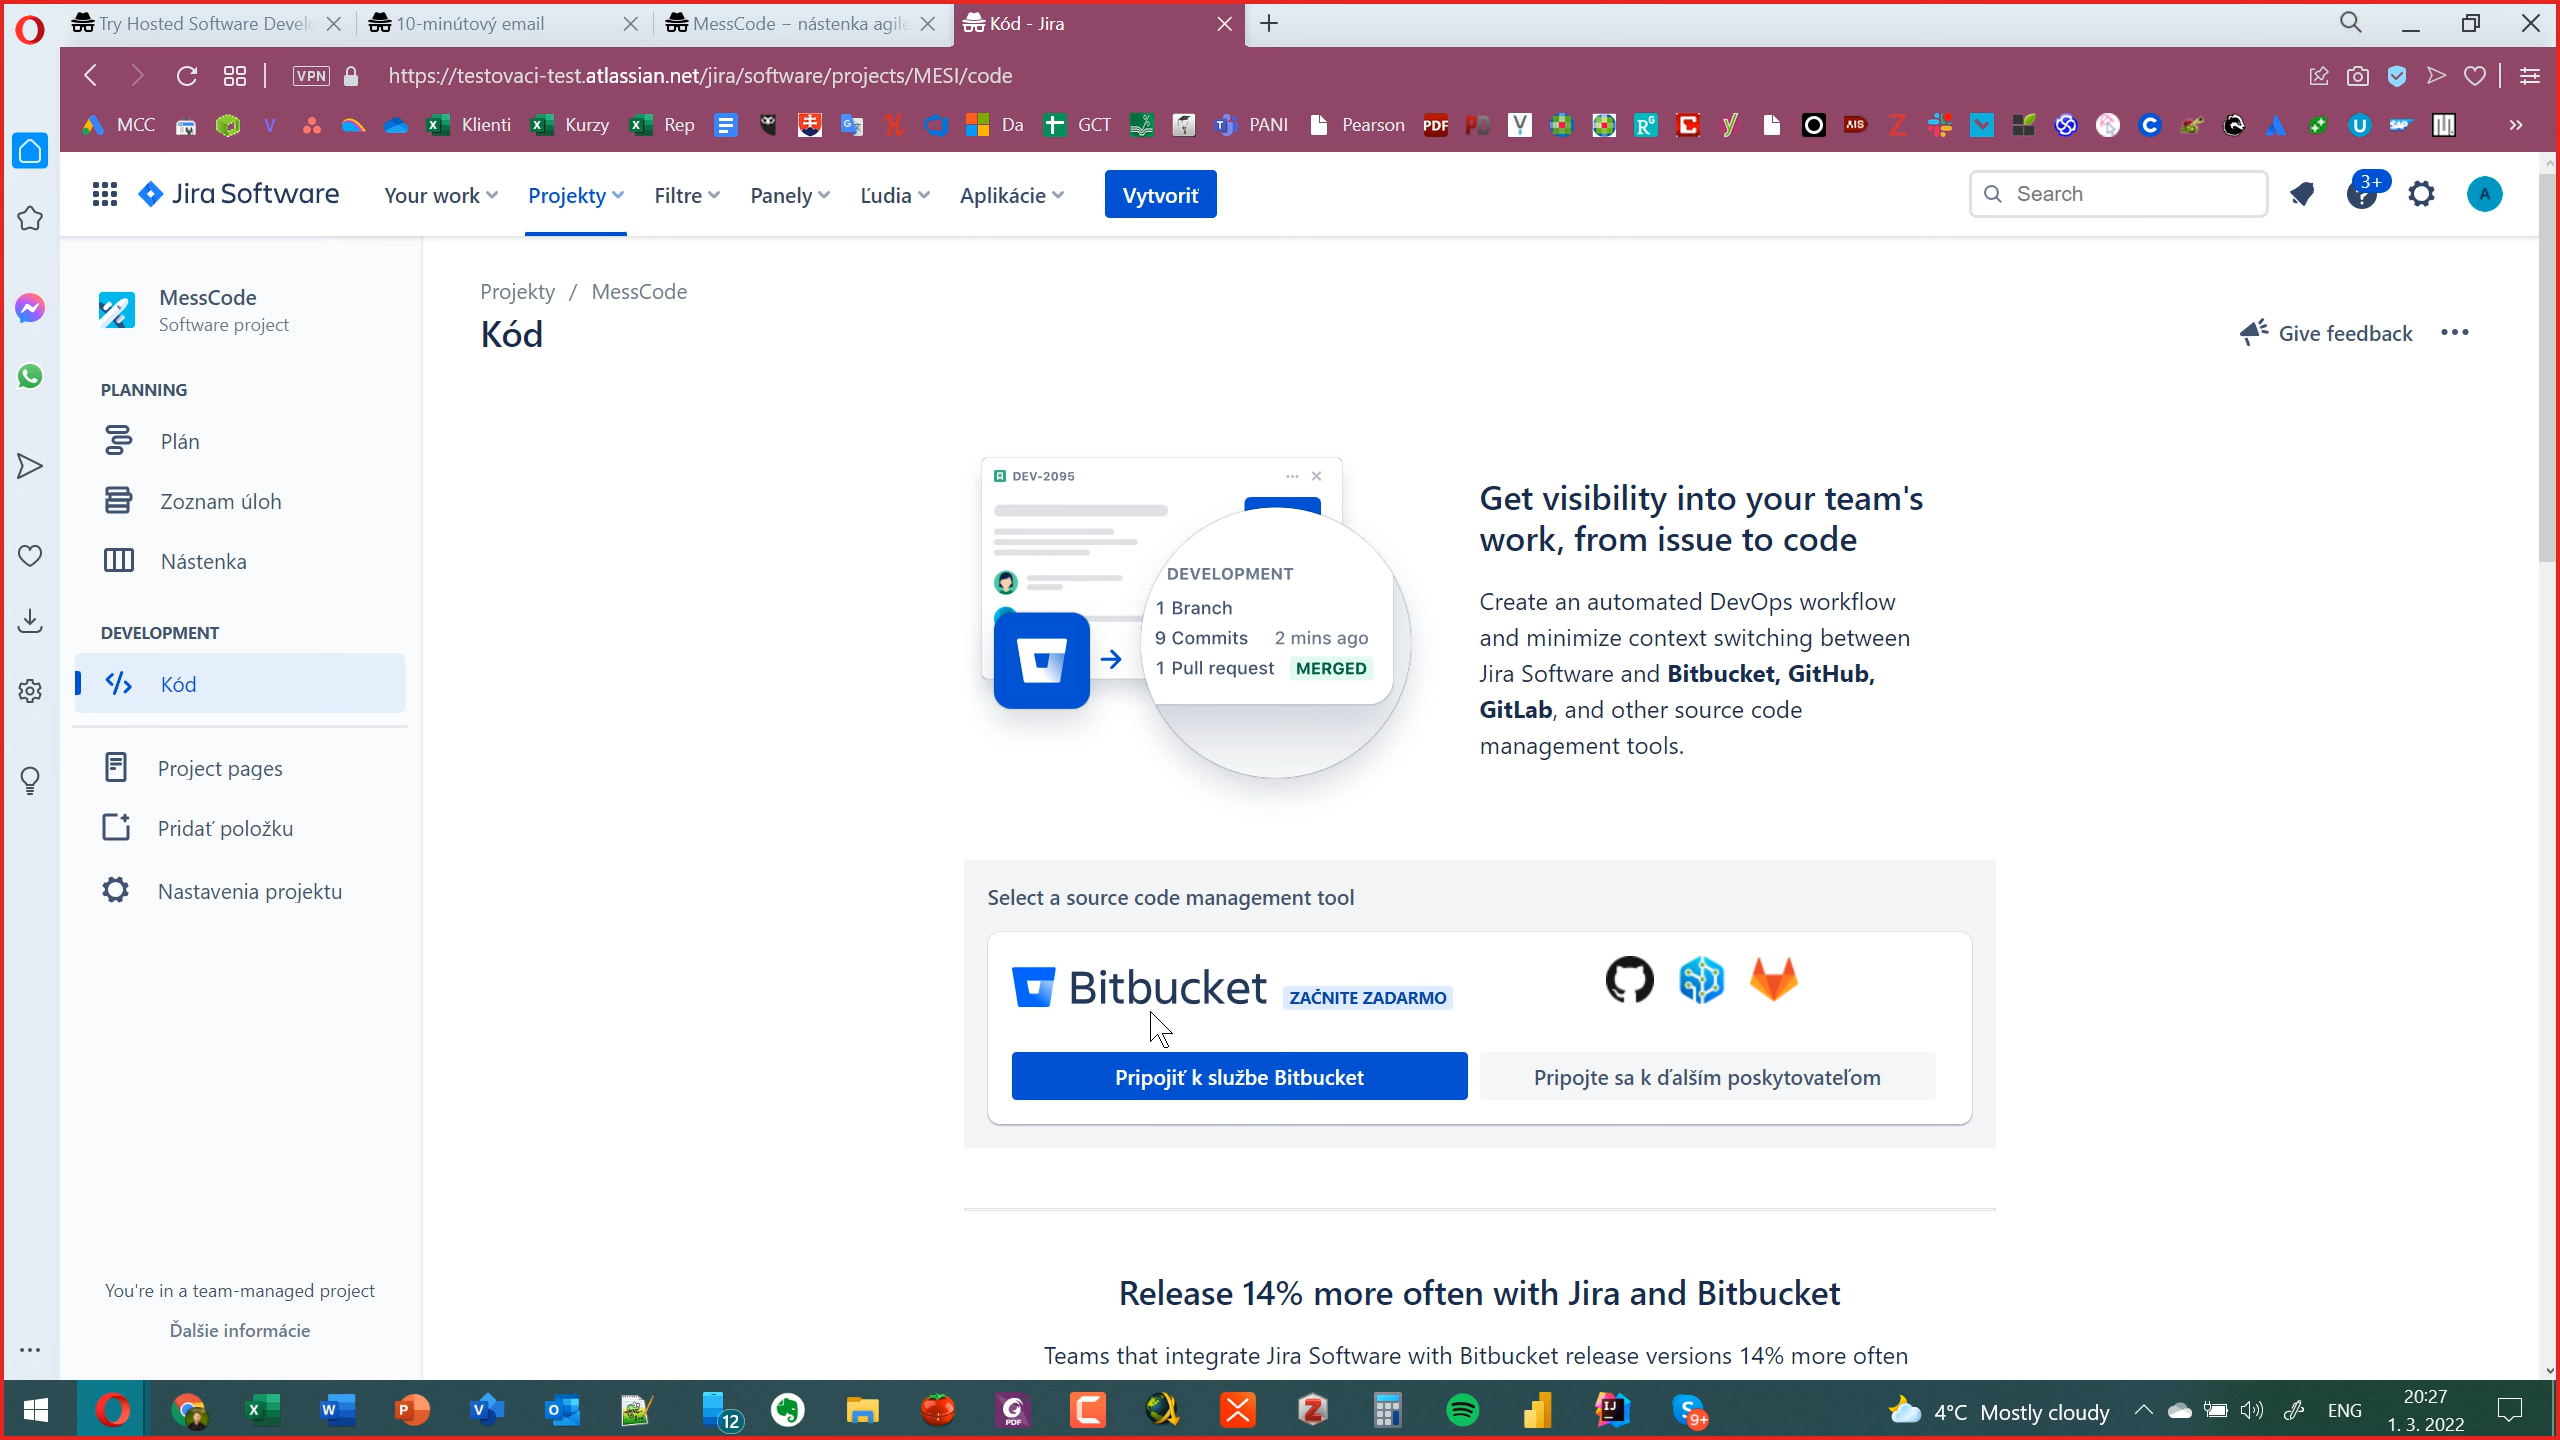 Try Hosted Software Develo
10-minútový email
MessCode – nástenka agile
Kód - Jira
VPN
https://testovaci-test.atlassian.net/jira/software/projects/MESI/code
MCC
Klienti
Kurzy
Rep
Da
GCT
PANI
Pearson
PDF
AIS
SAP
Jira Software
Your work
Projekty
Filtre
Panely
Ľudia
Aplikácie
Vytvoriť
Search
3+
A
MessCode
Software project
PLANNING
Plán
Zoznam úloh
Nástenka
DEVELOPMENT
Kód
Project pages
Pridať položku
Nastavenia projektu
You're in a team-managed project
Ďalšie informácie
Projekty / MessCode
Kód
Give feedback
DEV-2095
DEVELOPMENT
1 Branch
9 Commits 2 mins ago
1 Pull request MERGED
Get visibility into your team's
work, from issue to code
Create an automated DevOps workflow
and minimize context switching between
Jira Software and Bitbucket, GitHub,
GitLab, and other source code
management tools.
Select a source code management tool
Bitbucket ZAČNITE ZADARMO
Pripojiť k službe Bitbucket
Pripojte sa k ďalším poskytovateľom
Release 14% more often with Jira and Bitbucket
Teams that integrate Jira Software with Bitbucket release versions 14% more often
12
9+
4°C Mostly cloudy
ENG
20:27
1. 3. 2022